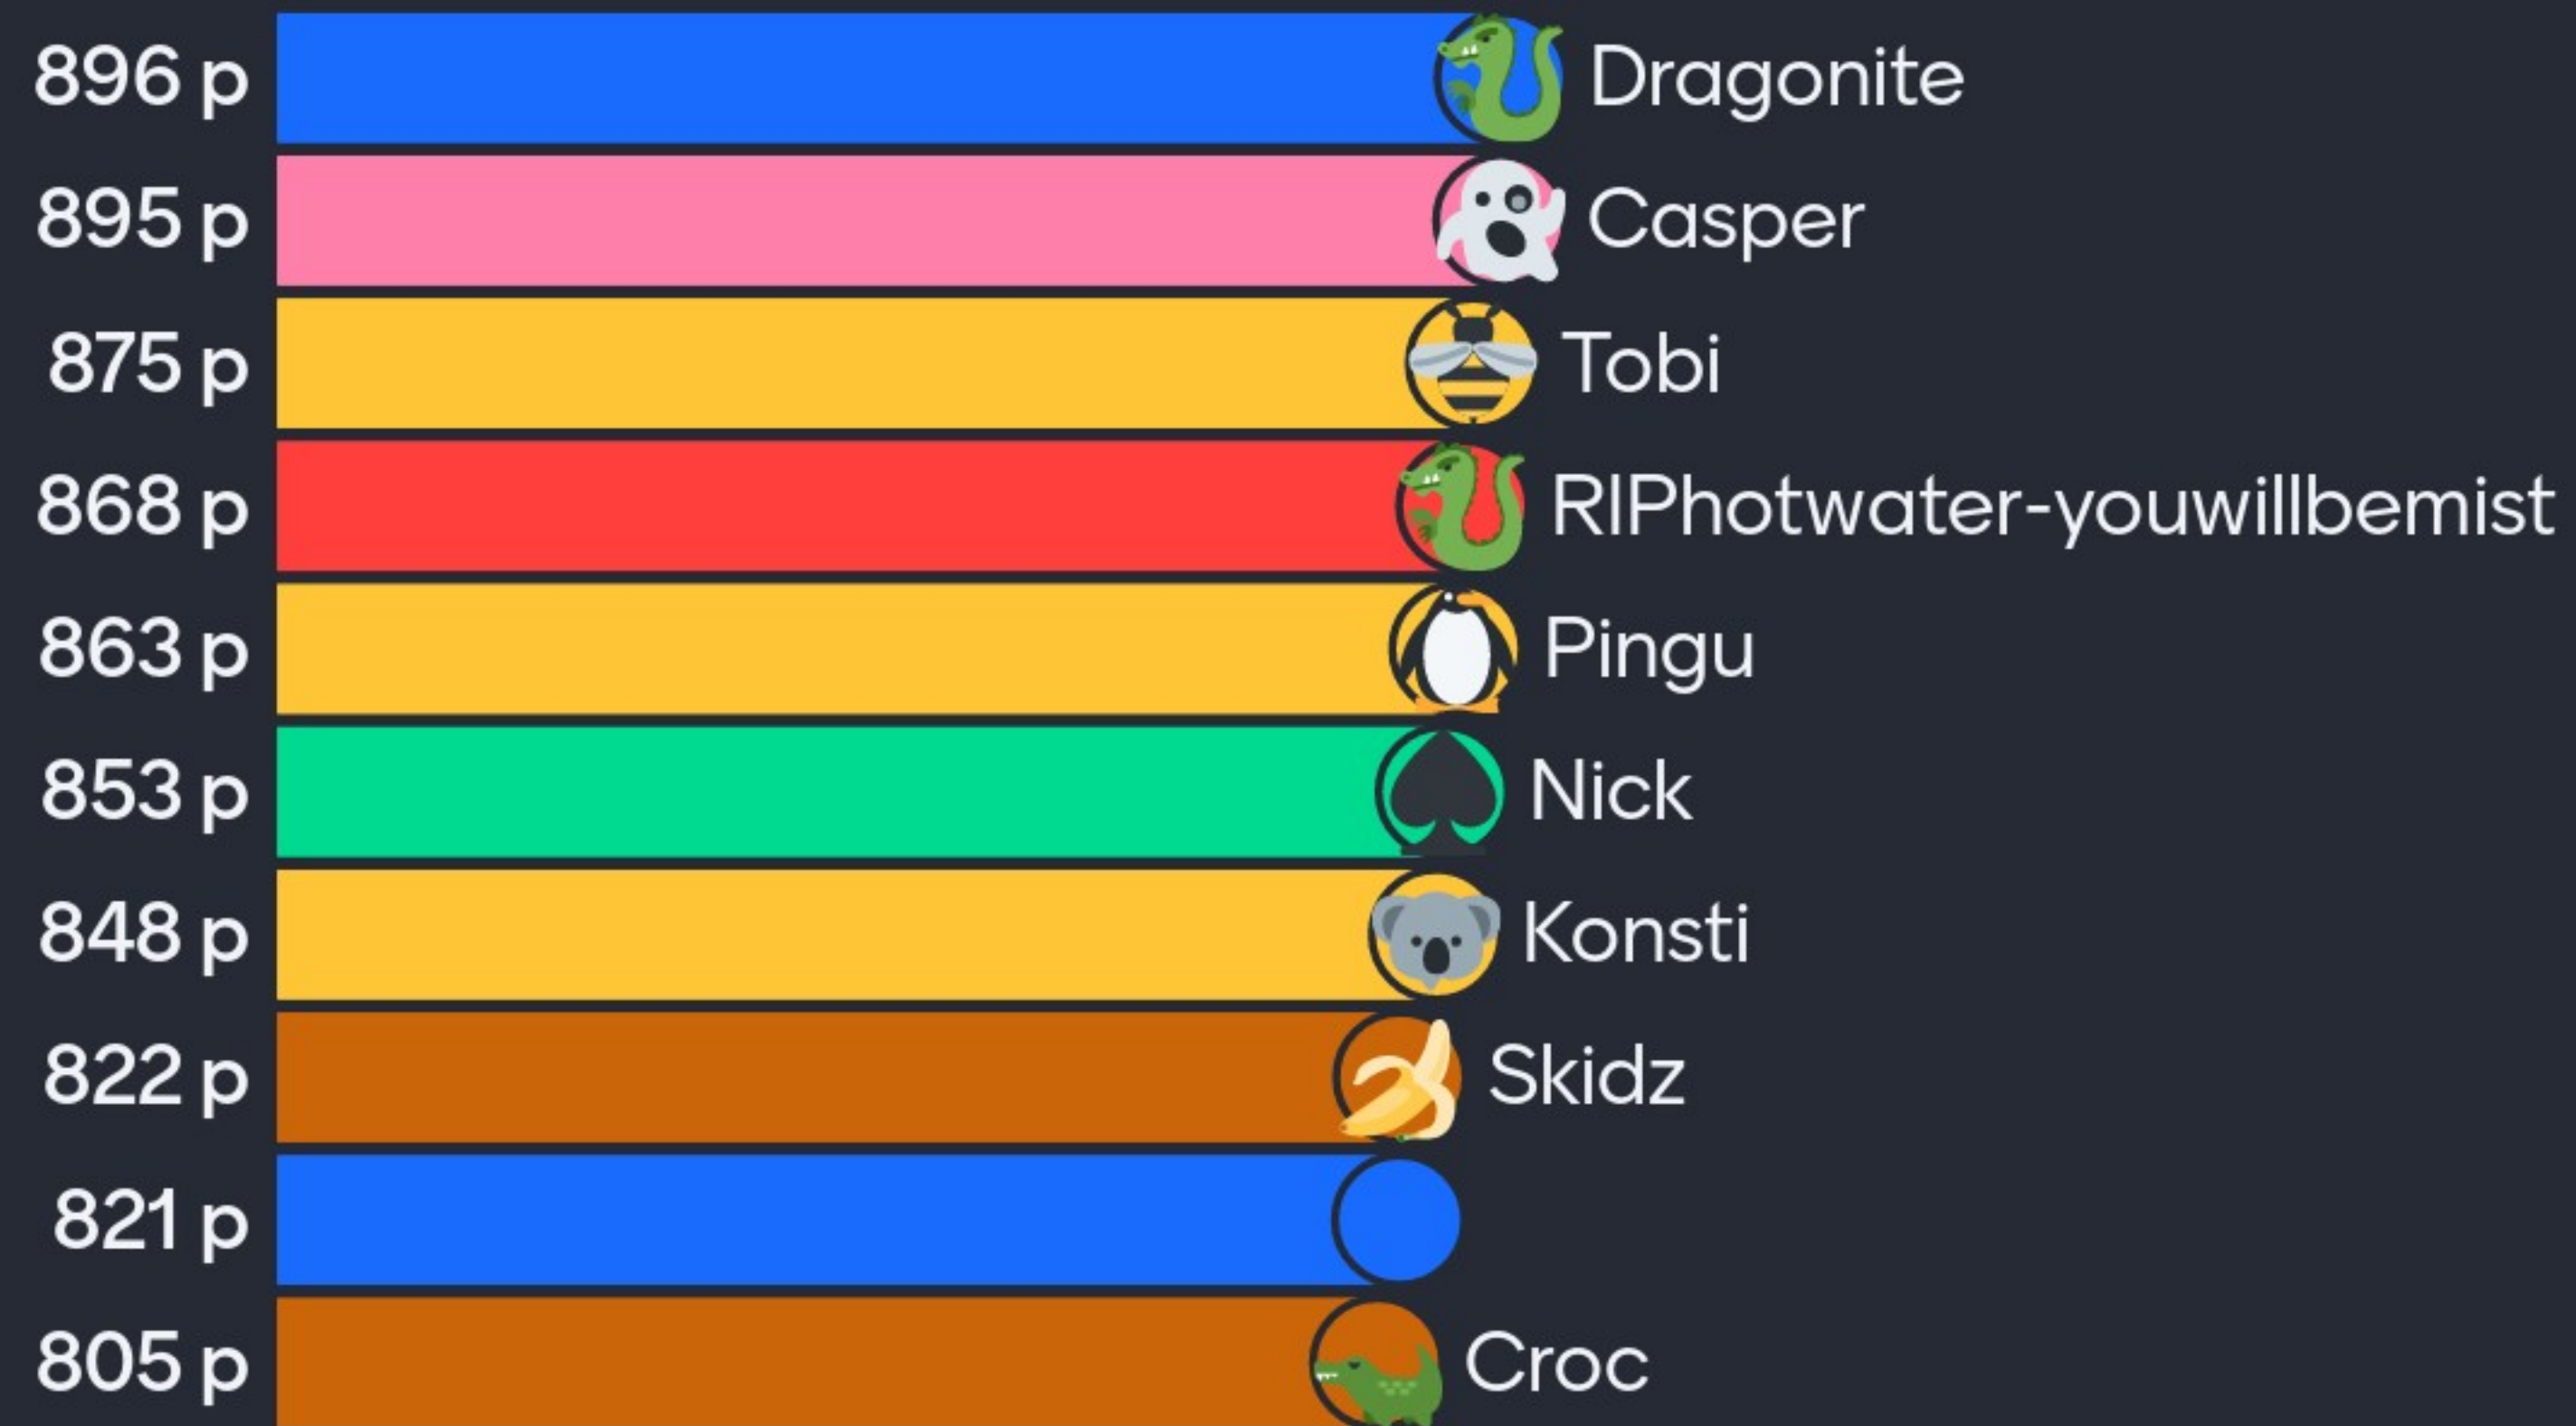 896 p Dragonite
895 p Casper
875 p Tobi
868 p RIPhotwater-youwillbemist
863 p Pingu
853 p Nick
848 p Konsti
822 p Skidz
821 p
805 p Croc